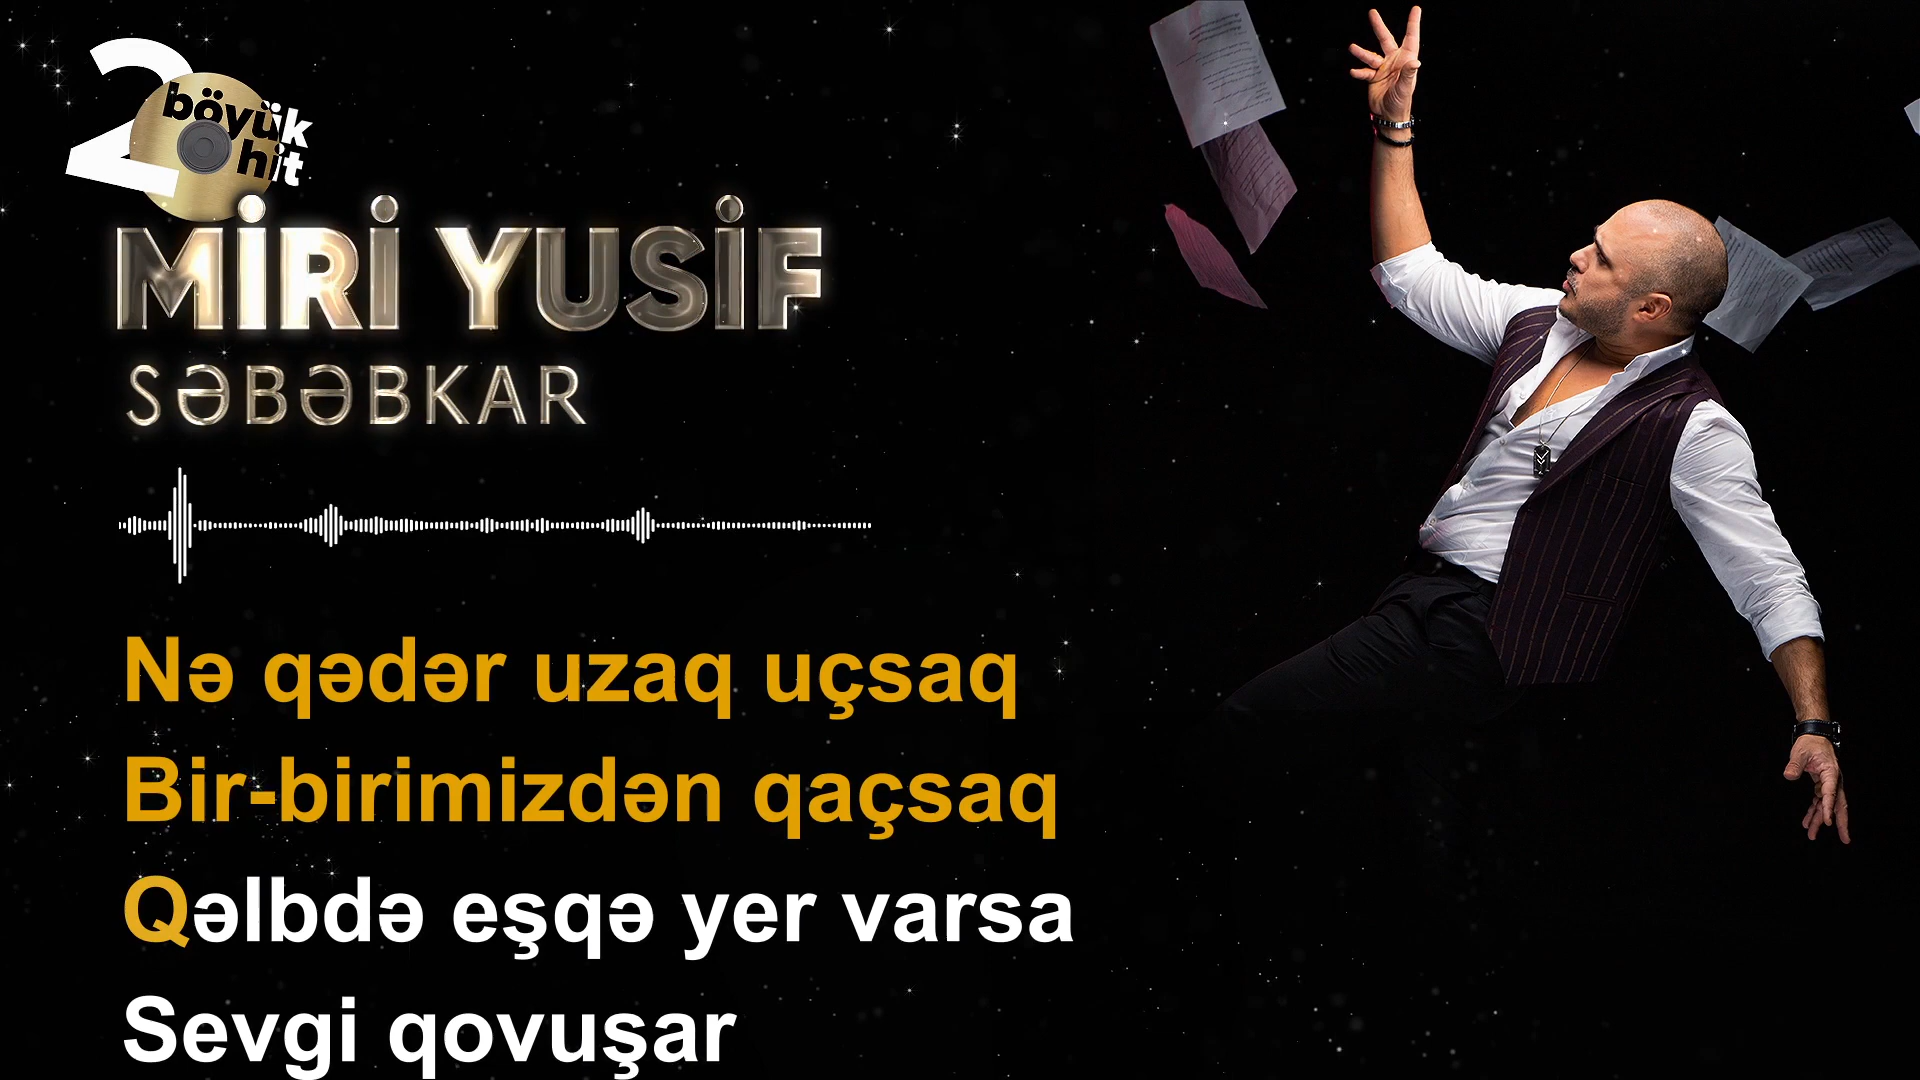 20 böyük
hit
MİRİ YUSİF
SƏBƏBKAR
Nə qədər uzaq uçsaq
Bir-birimizdən qaçsaq
Qəlbdə eşqə yer varsa
Sevgi qovuşar